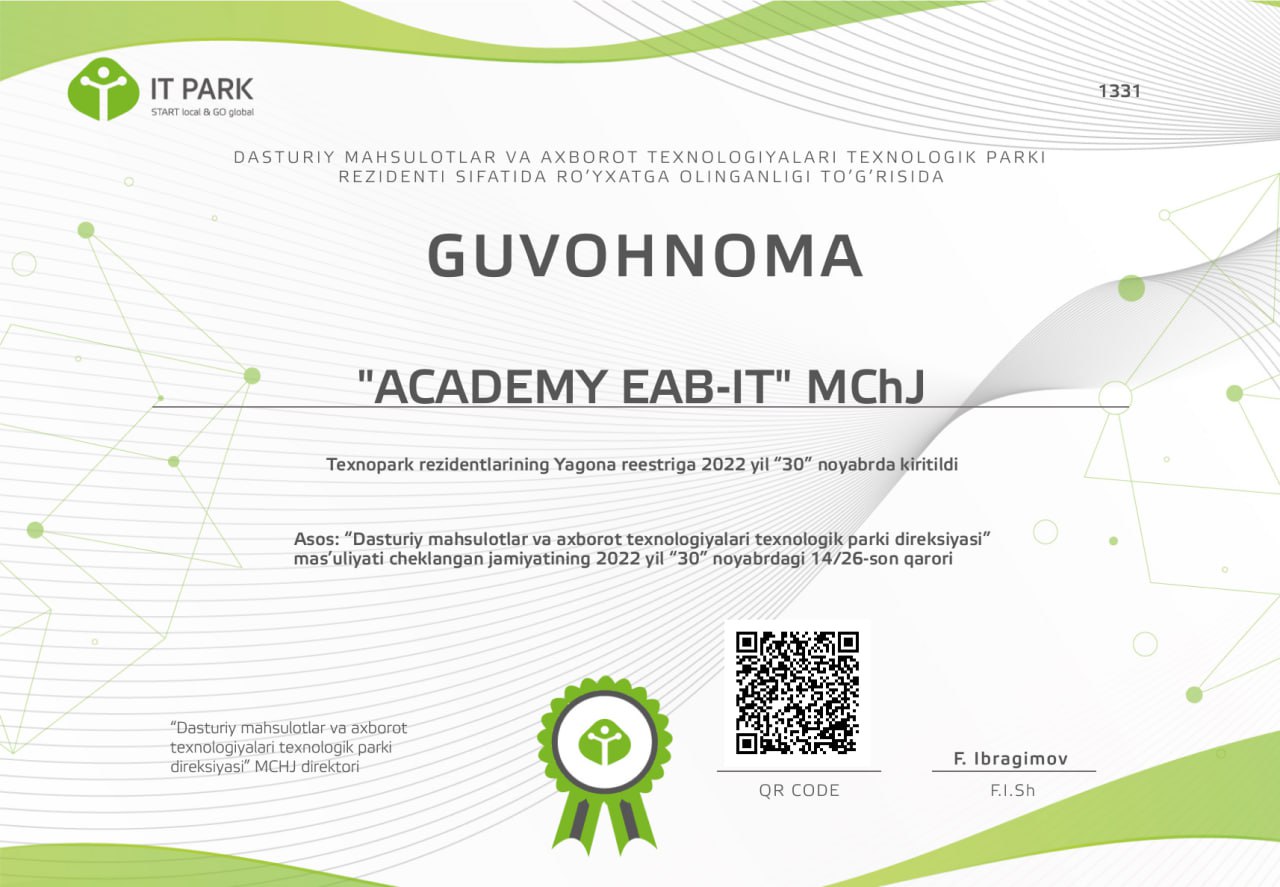 IT PARK
START local & GO global
1331
DASTURIY MAHSULOTLAR VA AXBOROT TEXNOLOGIYALARI TEXNOLOGIK PARKI
REZIDENTI SIFATIDA RO’YXATGA OLINGANLIGI TO’G’RISIDA
GUVOHNOMA
"ACADEMY EAB-IT" MChJ
Texnopark rezidentlarining Yagona reestriga 2022 yil “30” noyabrda kiritildi
Asos: “Dasturiy mahsulotlar va axborot texnologiyalari texnologik parki direksiyasi”
mas’uliyati cheklangan jamiyatining 2022 yil “30” noyabrdagi 14/26-son qarori
“Dasturiy mahsulotlar va axborot
texnologiyalari texnologik parki
direksiyasi” MCHJ direktori
QR CODE
F. Ibragimov
F.I.Sh